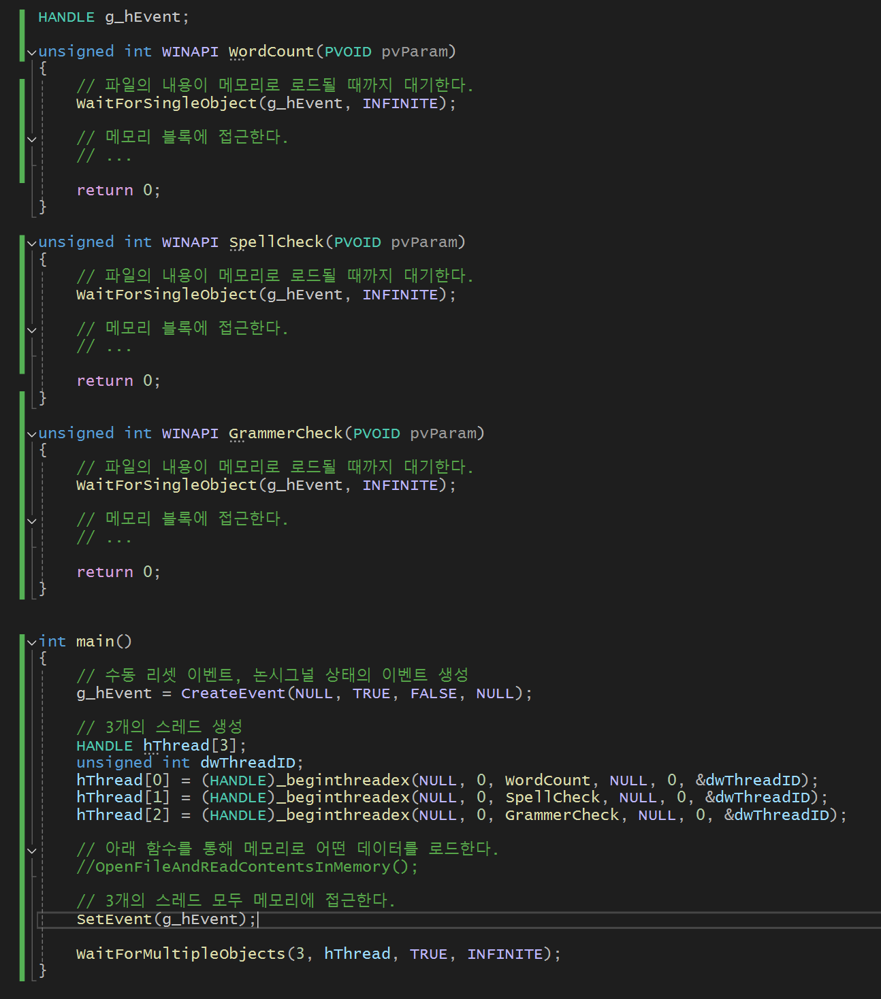 HANDLE g_hEvent;
unsigned int WINAPI WordCount(PVOID pvParam)
{
// 파일의 내용이 메모리로 로드될 때까지 대기한다.
WaitForSingleObject(g_hEvent, INFINITE);
// 메모리 블록에 접근한다.
// ...
return 0;
}
unsigned int WINAPI SpellCheck(PVOID pvParam)
{
// 파일의 내용이 메모리로 로드될 때까지 대기한다.
WaitForSingleObject(g_hEvent, INFINITE);
// 메모리 블록에 접근한다.
// ...
return 0;
}
unsigned int WINAPI GrammerCheck(PVOID pvParam)
{
// 파일의 내용이 메모리로 로드될 때까지 대기한다.
WaitForSingleObject(g_hEvent, INFINITE);
// 메모리 블록에 접근한다.
// ...
return 0;
}
int main()
{
// 수동 리셋 이벤트, 논시그널 상태의 이벤트 생성
g_hEvent = CreateEvent(NULL, TRUE, FALSE, NULL);
// 3개의 스레드 생성
HANDLE hThread[3];
unsigned int dwThreadID;
hThread[0] = (HANDLE)_beginthreadex(NULL, 0, WordCount, NULL, 0, &dwThreadID);
hThread[1] = (HANDLE)_beginthreadex(NULL, 0, SpellCheck, NULL, 0, &dwThreadID);
hThread[2] = (HANDLE)_beginthreadex(NULL, 0, GrammerCheck, NULL, 0, &dwThreadID);
// 아래 함수를 통해 메모리로 어떤 데이터를 로드한다.
//OpenFileAndREadContentsInMemory();
// 3개의 스레드 모두 메모리에 접근한다.
SetEvent(g_hEvent);
WaitForMultipleObjects(3, hThread, TRUE, INFINITE);
}